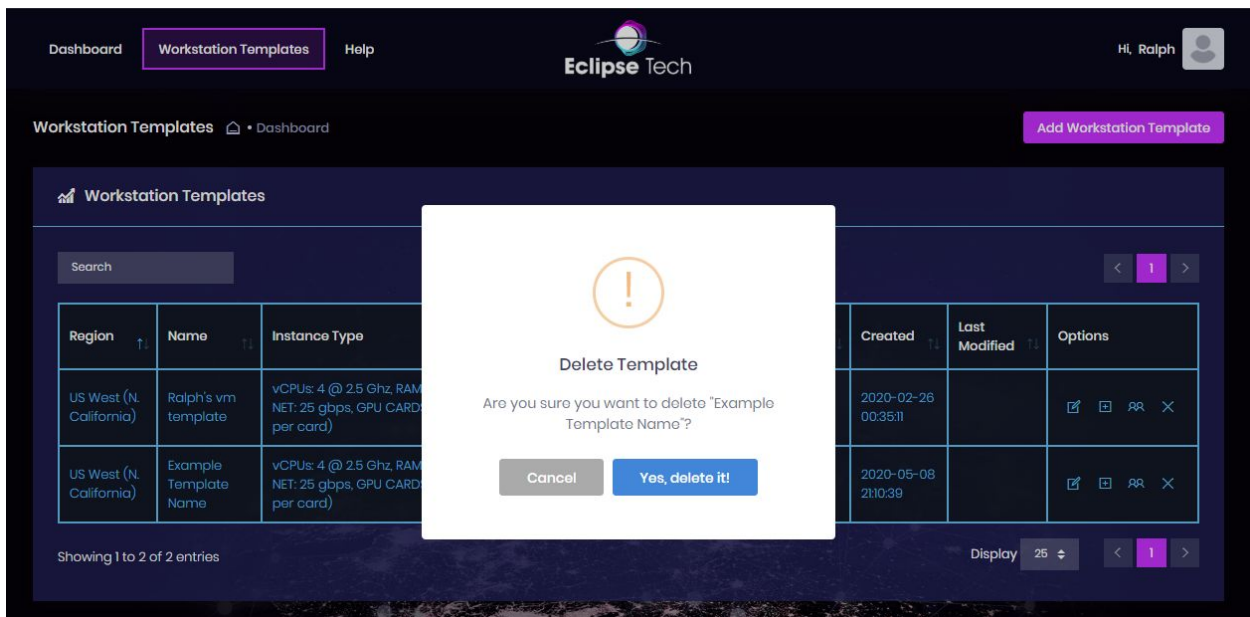 Dashboard
Workstation Templates
Help
Eclipse Tech
Hi, Ralph
Workstation Templates • Dashboard
Add Workstation Template
Workstation Templates
Search
< 1 >
Region
Name
Instance Type
Created
Last
Modified
Options
US West (N.
California)
Ralph's vm
template
vCPUs: 4 @ 2.5 Ghz, RAM
NET: 25 gbps, GPU CARD
per card)
2020-02-26
00:35:11
US West (N.
California)
Example
Template
Name
vCPUs: 4 @ 2.5 Ghz, RAM
NET: 25 gbps, GPU CARD
per card)
2020-05-08
21:10:39
!
Delete Template
Are you sure you want to delete "Example
Template Name"?
Cancel
Yes, delete it!
Showing 1 to 2 of 2 entries
Display 25
< 1 >